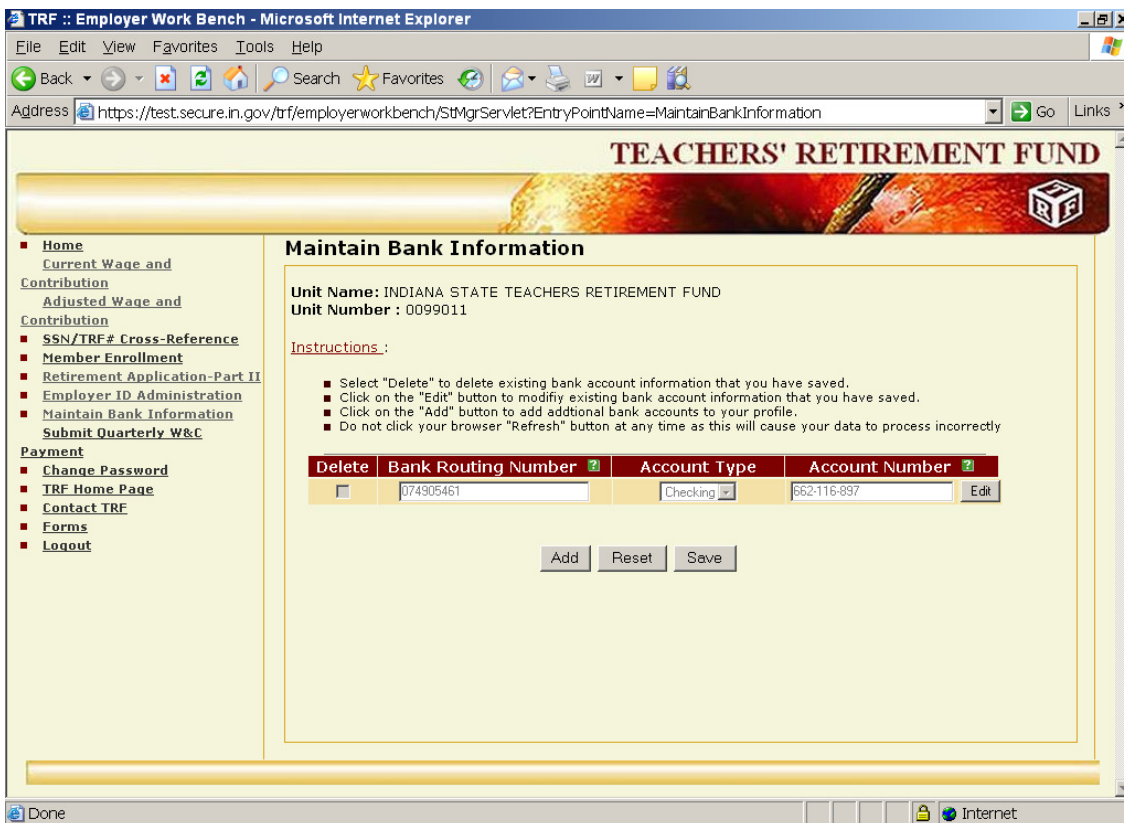 TRF :: Employer Work Bench - Microsoft Internet Explorer
File Edit View Favorites Tools Help
Back Search Favorites
Address https://test.secure.in.gov/trf/employerworkbench/StMgrServlet?EntryPointName=MaintainBankInformation Go Links
TEACHERS' RETIREMENT FUND
TRF
Home
Current Wage and
Contribution
Adjusted Wage and
Contribution
SSN/TRF# Cross-Reference
Member Enrollment
Retirement Application-Part II
Employer ID Administration
Maintain Bank Information
Submit Quarterly W&C
Payment
Change Password
TRF Home Page
Contact TRF
Forms
Logout
Maintain Bank Information
Unit Name: INDIANA STATE TEACHERS RETIREMENT FUND
Unit Number : 0099011
Instructions :
Select "Delete" to delete existing bank account information that you have saved.
Click on the "Edit" button to modifiy existing bank account information that you have saved.
Click on the "Add" button to add addtional bank accounts to your profile.
Do not click your browser "Refresh" button at any time as this will cause your data to process incorrectly
Delete Bank Routing Number ? Account Type Account Number ?
074905461 Checking 662-116-897 Edit
Add Reset Save
Done Internet